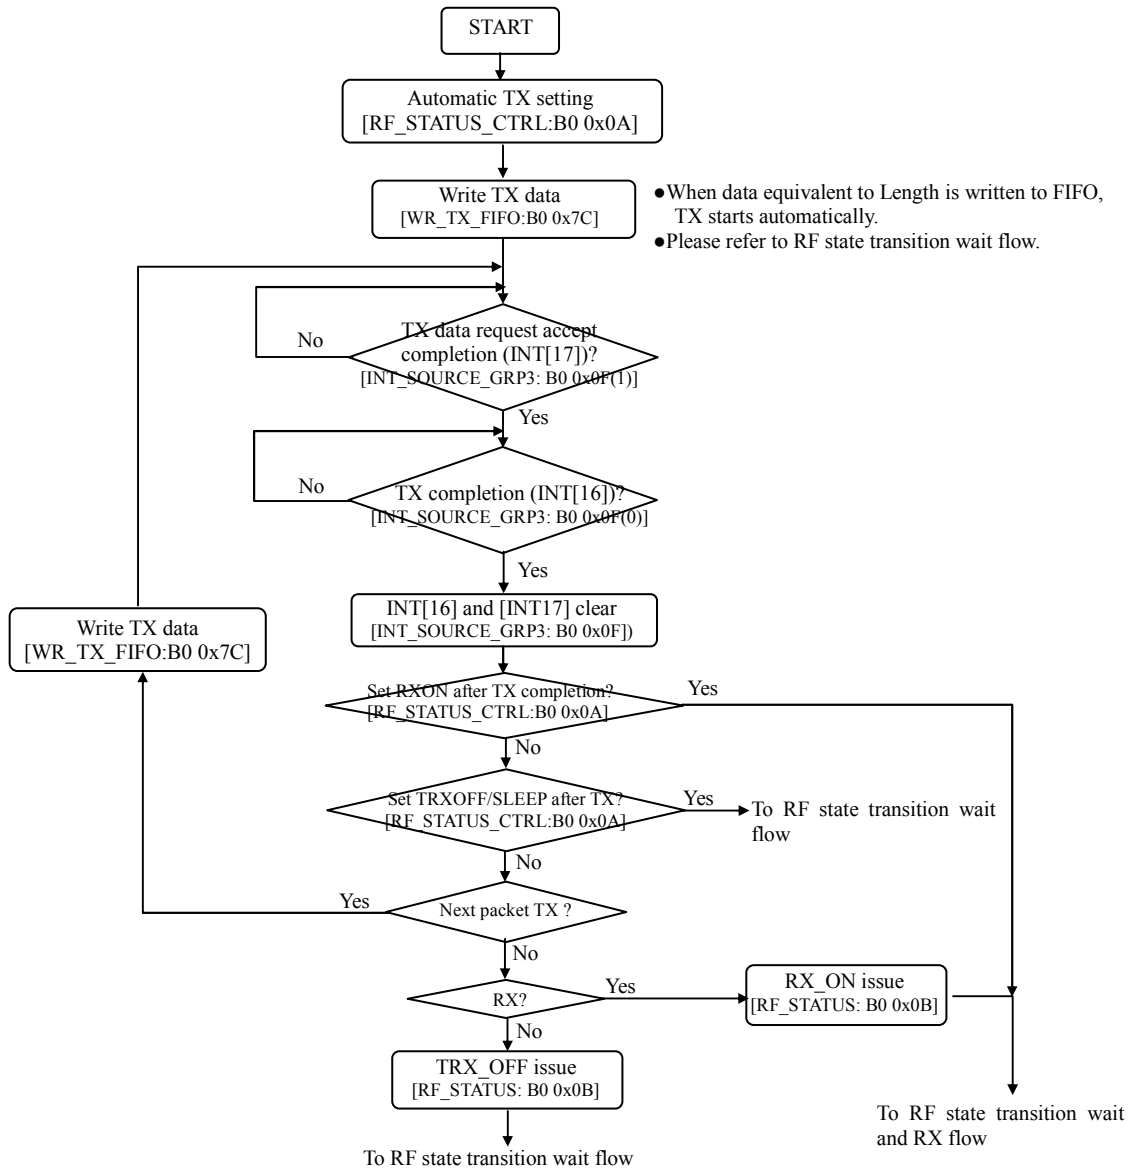 START
Automatic TX setting
[RF_STATUS_CTRL:B0 0x0A]
Write TX data
[WR_TX_FIFO:B0 0x7C]
●When data equivalent to Length is written to FIFO,
TX starts automatically.
●Please refer to RF state transition wait flow.
No
TX data request accept
completion (INT[17])?
[INT_SOURCE_GRP3: B0 0x0F(1)]
Yes
No
TX completion (INT[16])?
[INT_SOURCE_GRP3: B0 0x0F(0)]
Yes
INT[16] and [INT17] clear
[INT_SOURCE_GRP3: B0 0x0F])
Write TX data
[WR_TX_FIFO:B0 0x7C]
Set RXON after TX completion?
[RF_STATUS_CTRL:B0 0x0A]
Yes
No
Set TRXOFF/SLEEP after TX?
[RF_STATUS_CTRL:B0 0x0A]
Yes
To RF state transition wait
flow
No
Yes
Next packet TX ?
No
RX?
Yes
RX_ON issue
[RF_STATUS: B0 0x0B]
No
TRX_OFF issue
[RF_STATUS: B0 0x0B]
To RF state transition wait
and RX flow
To RF state transition wait flow